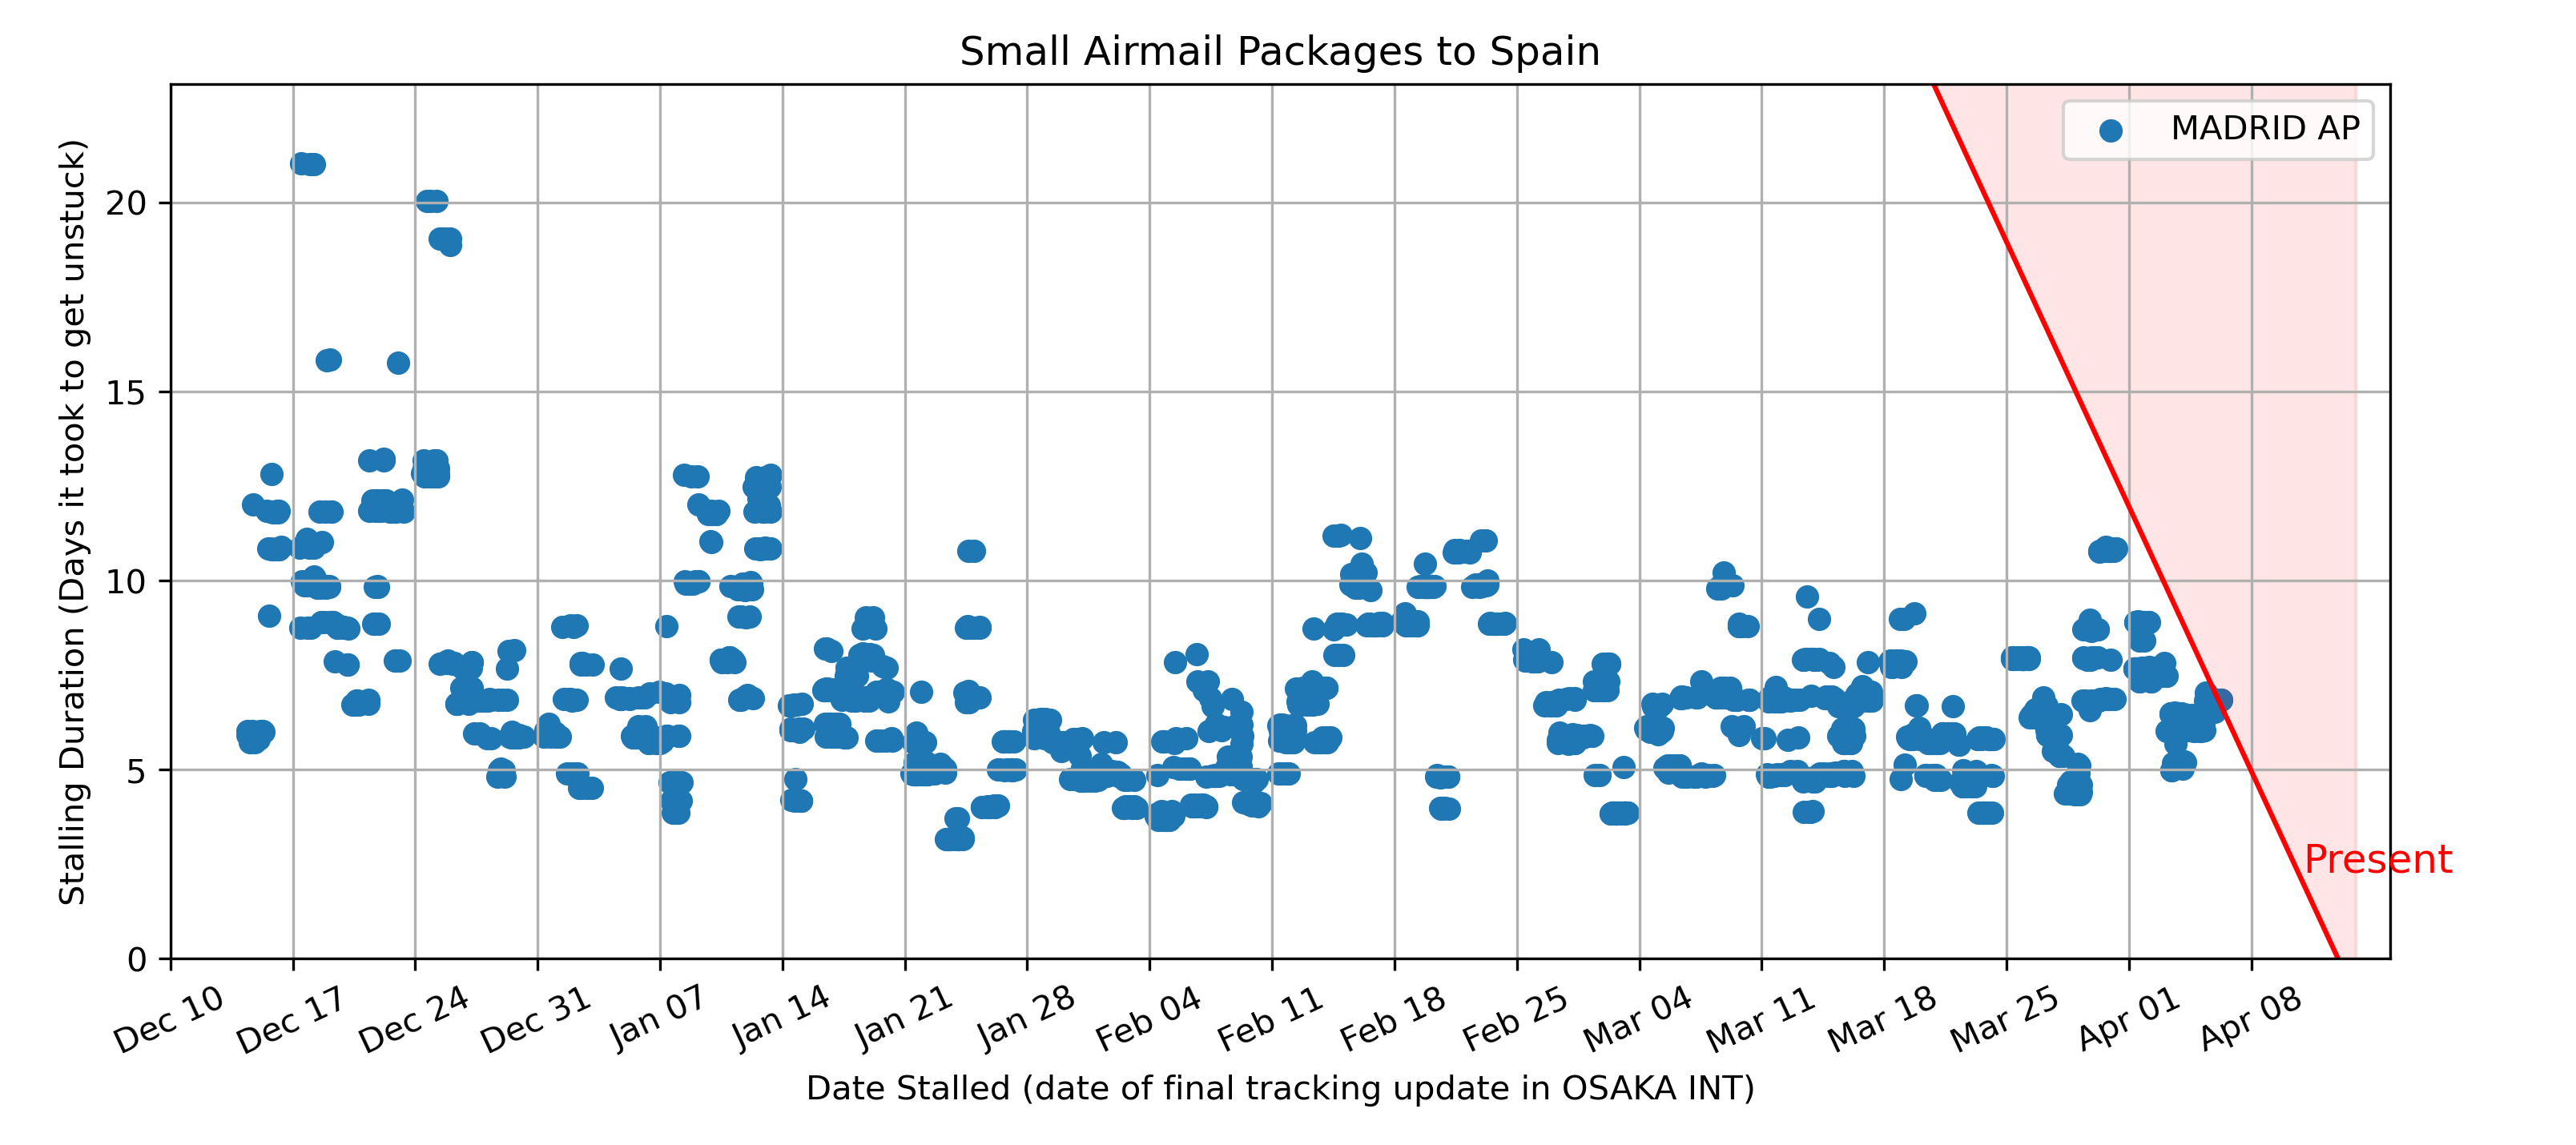 Small Airmail Packages to Spain
MADRID AP
Stalling Duration (Days it took to get unstuck)
20
15
10
5
0
Present
Dec 10
Dec 17
Dec 24
Dec 31
Jan 07
Jan 14
Jan 21
Jan 28
Feb 04
Feb 11
Feb 18
Feb 25
Mar 04
Mar 11
Mar 18
Mar 25
Apr 01
Apr 08
Date Stalled (date of final tracking update in OSAKA INT)